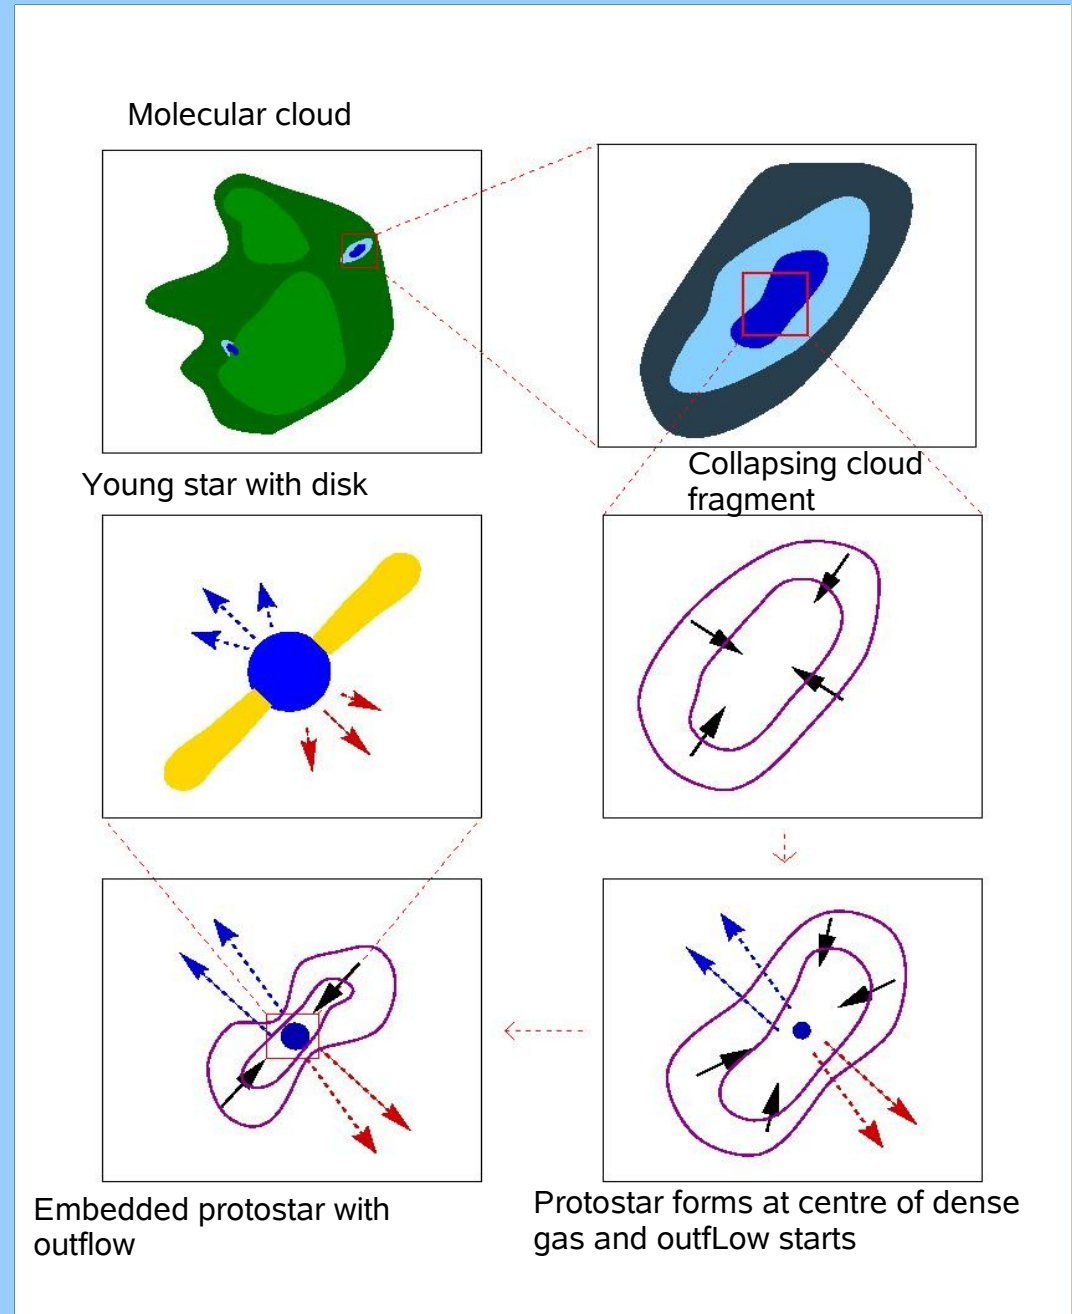 Molecular cloud
Young star with disk
Collapsing cloud
fragment
Embedded protostar with
outflow
Protostar forms at centre of dense
gas and outfLow starts